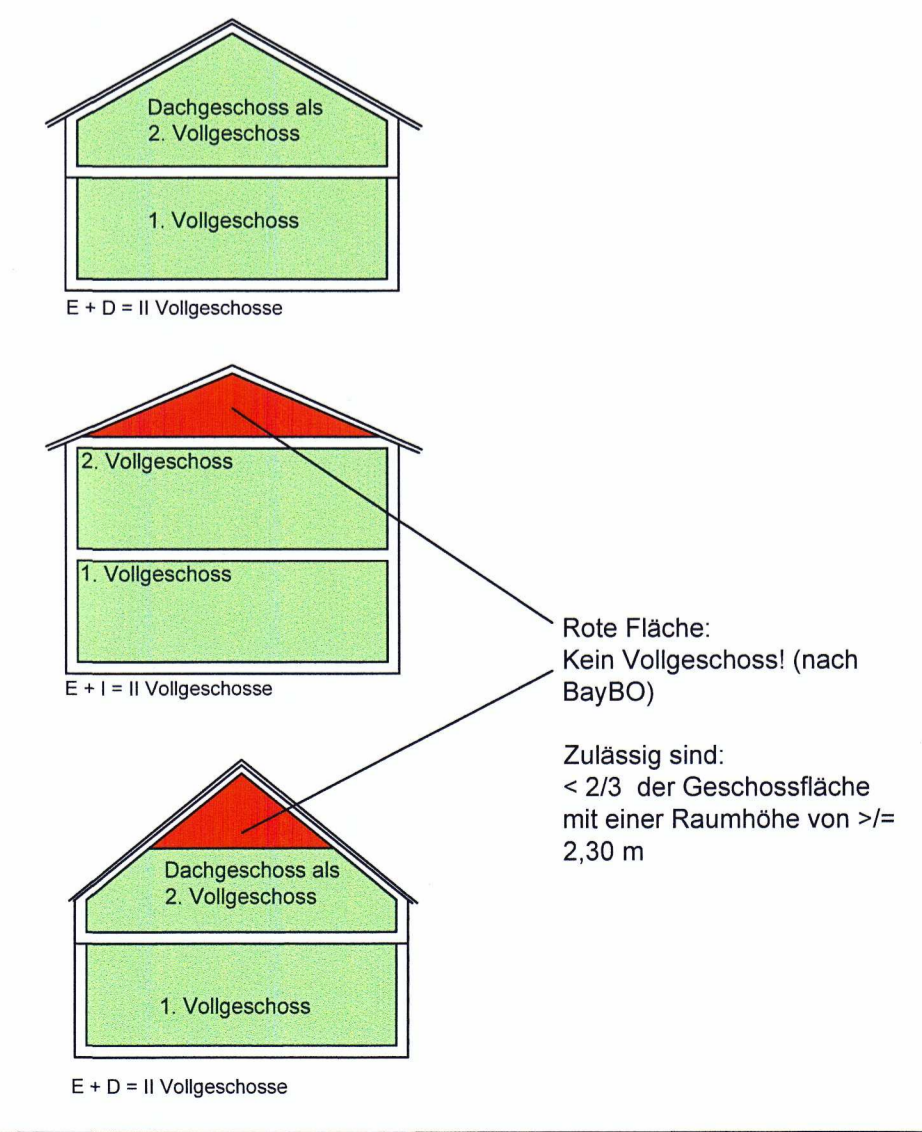 Dachgeschoss als
2. Vollgeschoss
1. Vollgeschoss
E + D = II Vollgeschosse
2. Vollgeschoss
1. Vollgeschoss
E + I = II Vollgeschosse
Rote Fläche:
Kein Vollgeschoss! (nach
BayBO)
Zulässig sind:
< 2/3 der Geschossfläche
mit einer Raumhöhe von >/=
2,30 m
Dachgeschoss als
2. Vollgeschoss
1. Vollgeschoss
E + D = II Vollgeschosse